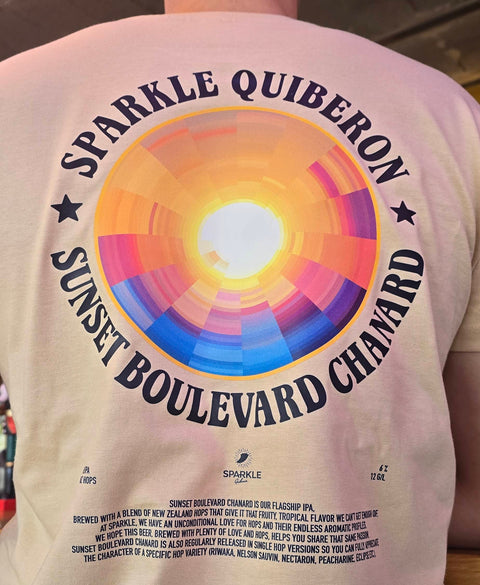 SPARKLE QUIBERON
★ ★
SUNSET BOULEVARD CHANARD
IPA
HOPS
SPARKLE
6 %
12 G/L
SUNSET BOULEVARD CHANARD IS OUR FLAGSHIP IPA,
BREWED WITH A BLEND OF NEW ZEALAND HOPS THAT GIVE IT THAT FRUITY, TROPICAL FLAVOR WE CAN'T GET ENOUGH OF
AT SPARKLE, WE HAVE AN UNCONDITIONAL LOVE FOR HOPS AND THEIR ENDLESS AROMATIC PROFILES.
WE HOPE THIS BEER, BREWED WITH PLENTY OF LOVE AND HOPS, HELPS YOU SHARE THAT SAME PASSION.
SUNSET BOULEVARD CHANARD IS ALSO REGULARLY RELEASED IN SINGLE HOP VERSIONS SO YOU CAN FULLY
THE CHARACTER OF A SPECIFIC HOP VARIETY (RIWAKA, NELSON SAUVIN, NECTARON, PEACHARINE, ECLIPSE